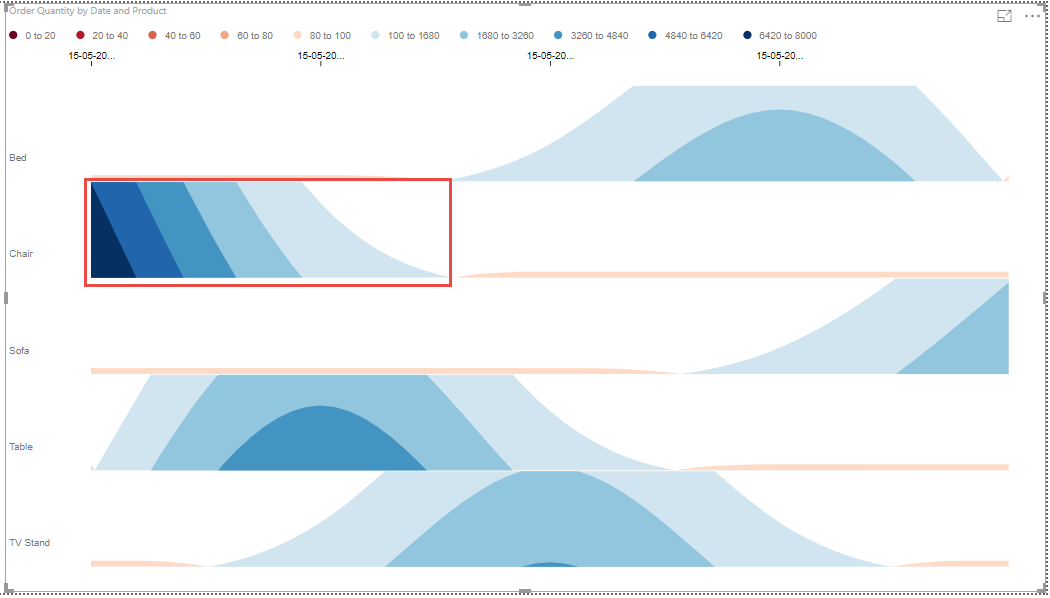 Order Quantity by Date and Product
0 to 20 20 to 40 40 to 60 60 to 80 80 to 100 100 to 1680 1680 to 3260 3260 to 4840 4840 to 6420 6420 to 8000
15-05-20... 15-05-20... 15-05-20... 15-05-20...
Bed
Chair
Sofa
Table
TV Stand